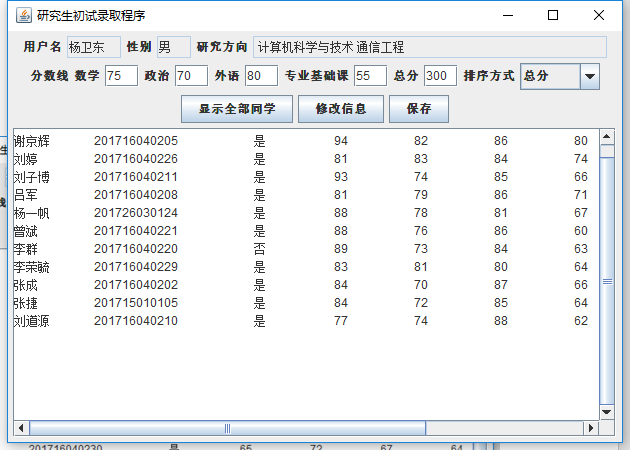 研究生初试录取程序
用户名 杨卫东 性别 男 研究方向 计算机科学与技术 通信工程
分数线 数学 75 政治 70 外语 80 专业基础课 55 总分 300 排序方式 总分
显示全部同学 修改信息 保存
谢京辉 201716040205 是 94 82 86 80
刘婷 201716040226 是 81 83 84 74
刘子博 201716040211 是 93 74 85 66
吕军 201716040208 是 81 79 86 71
杨一帆 201726030124 是 88 78 81 67
曾斌 201716040221 是 88 76 86 60
李群 201716040220 否 89 73 84 63
李荣毓 201716040229 是 83 81 80 64
张成 201716040202 是 84 70 87 66
张捷 201715010105 是 84 72 85 64
刘道源 201716040210 是 77 74 88 62
201716040230 是 65 72 67 64